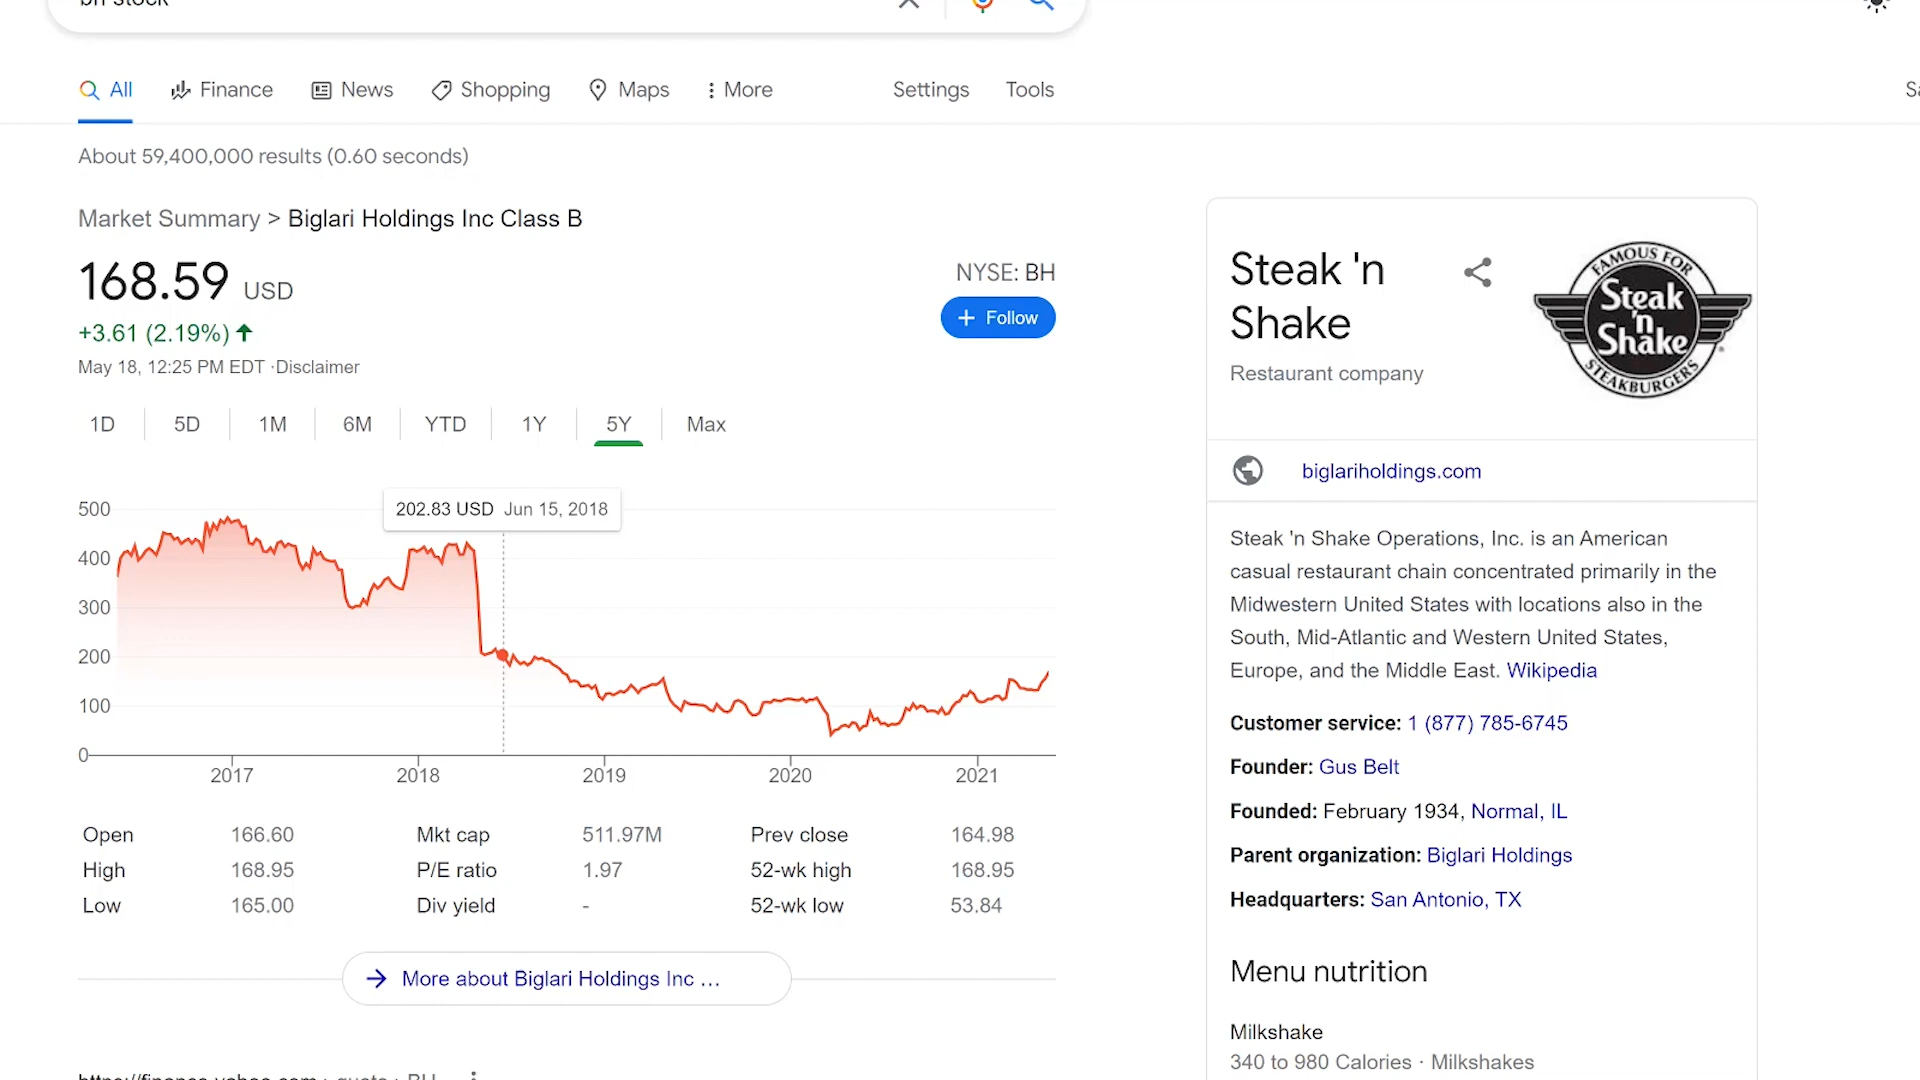 bh stock
All Finance News Shopping Maps More Settings Tools
About 59,400,000 results (0.60 seconds)
Market Summary > Biglari Holdings Inc Class B
168.59 USD
+3.61 (2.19%)
May 18, 12:25 PM EDT ·Disclaimer
NYSE: BH
+ Follow
1D 5D 1M 6M YTD 1Y 5Y Max
202.83 USD Jun 15, 2018
500
400
300
200
100
0
2017 2018 2019 2020 2021
Open 166.60 Mkt cap 511.97M Prev close 164.98
High 168.95 P/E ratio 1.97 52-wk high 168.95
Low 165.00 Div yield - 52-wk low 53.84
More about Biglari Holdings Inc ...
https://finance.yahoo.com › quote › BH
Steak 'n
Shake
Restaurant company
FAMOUS FOR
Steak
'n
Shake
STEAKBURGERS
biglariholdings.com
Steak 'n Shake Operations, Inc. is an American
casual restaurant chain concentrated primarily in the
Midwestern United States with locations also in the
South, Mid-Atlantic and Western United States,
Europe, and the Middle East. Wikipedia
Customer service: 1 (877) 785-6745
Founder: Gus Belt
Founded: February 1934, Normal, IL
Parent organization: Biglari Holdings
Headquarters: San Antonio, TX
Menu nutrition
Milkshake
340 to 980 Calories · Milkshakes